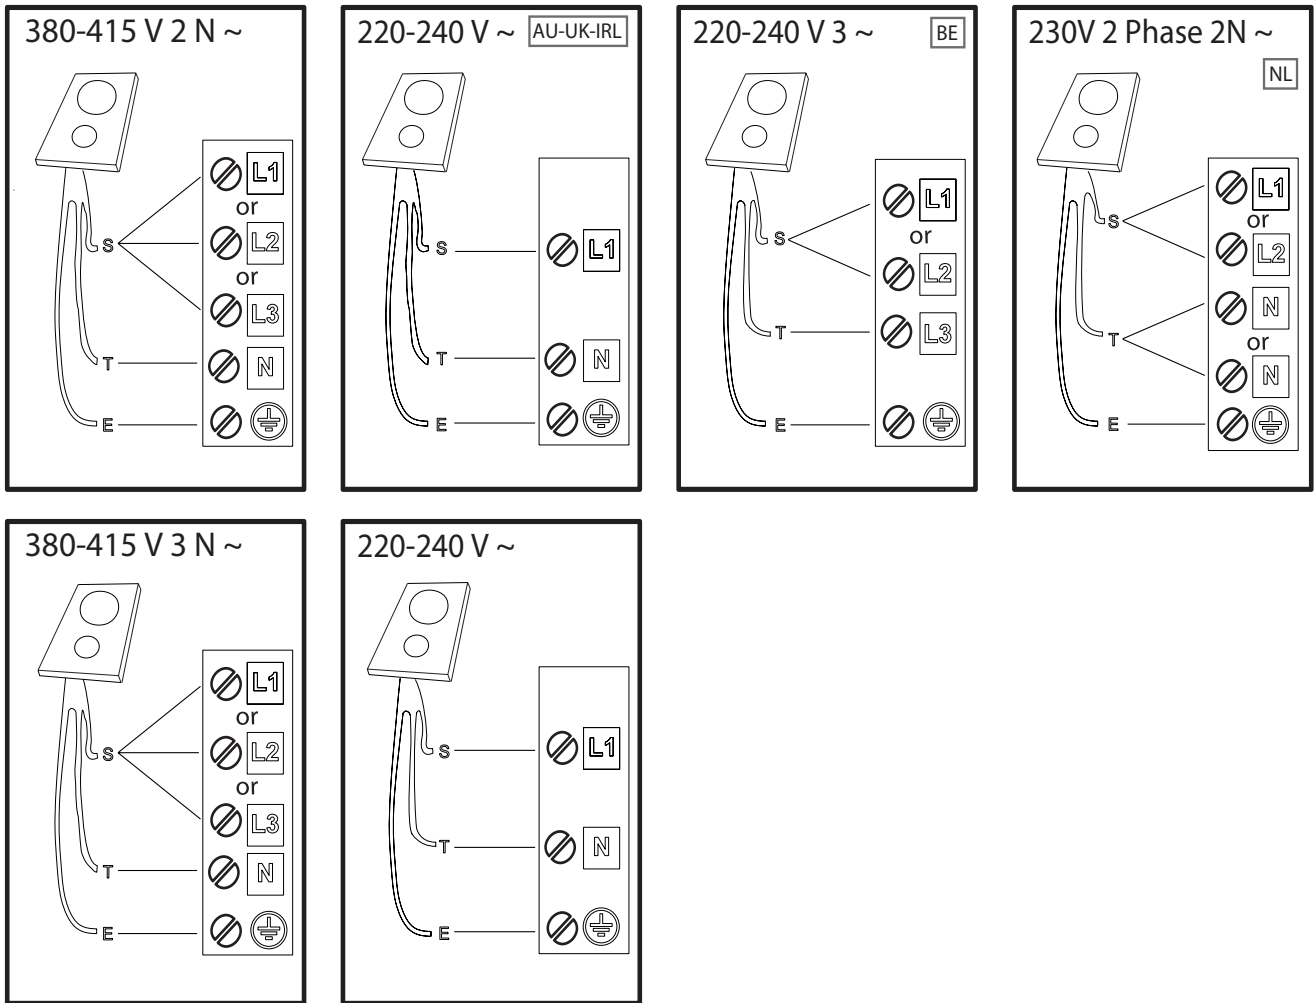 380-415 V 2 N ~
L1
or
S
L2
or
L3
T
N
E
220-240 V ~ AU-UK-IRL
S
L1
T
N
E
220-240 V 3 ~ BE
L1
S
or
L2
T
L3
E
230V 2 Phase 2N ~
NL
L1
S
or
L2
N
T
or
N
E
380-415 V 3 N ~
L1
or
S
L2
or
L3
T
N
E
220-240 V ~
S
L1
T
N
E